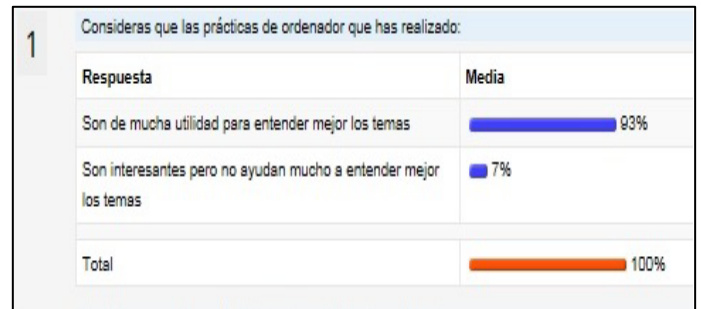 1
Consideras que las prácticas de ordenador que has realizado:
Respuesta Media
Son de mucha utilidad para entender mejor los temas 93%
Son interesantes pero no ayudan mucho a entender mejor 7%
los temas
Total 100%